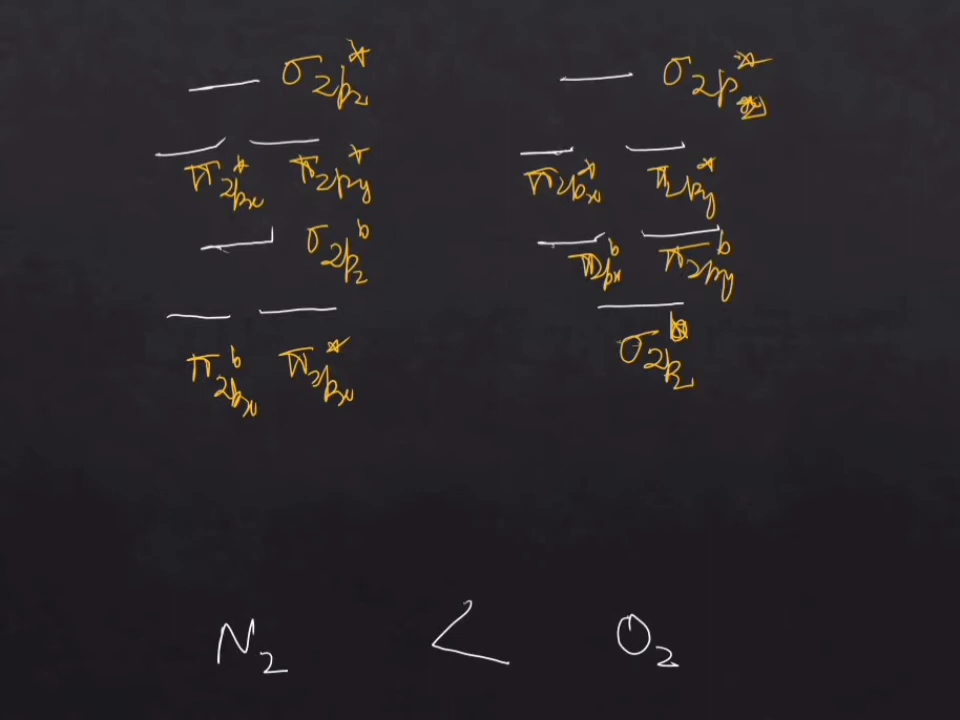 σ2pz* σ2pz*
π2px* π2py* π2px* π2py*
σ2pz^b π2px^b π2py^b
π2px^b π2px* σ2pz^b
N₂ < O₂